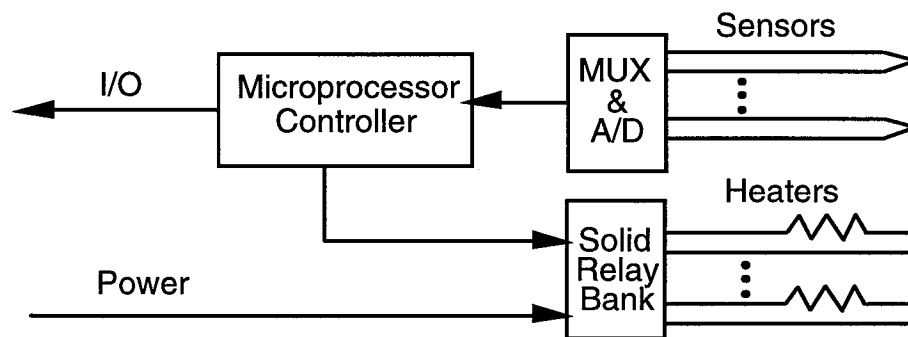 Sensors
I/O
Microprocessor
Controller
MUX
&
A/D
Heaters
Solid
Relay
Bank
Power